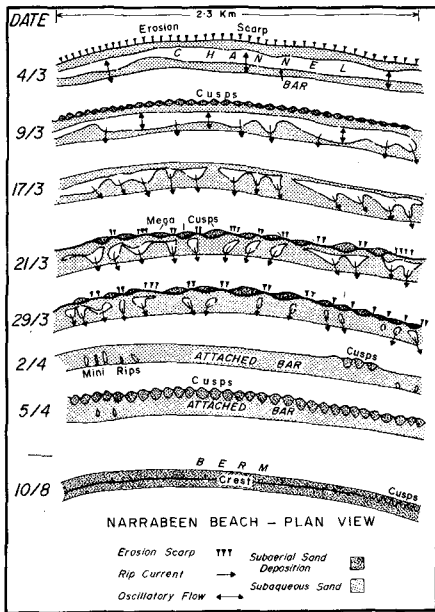 DATE
2·3 Km
Erosion Scarp
CHANNEL
4/3
BAR
Cusps
9/3
17/3
Mega Cusps
21/3
29/3
2/4
ATTACHED BAR
Cusps
Mini Rips
Cusps
5/4
ATTACHED BAR
BERM
Crest
10/8
Cusps
NARRABEEN BEACH – PLAN VIEW
Erosion Scarp
Subaerial Sand Deposition
Rip Current
Oscillatory Flow
Subaqueous Sand